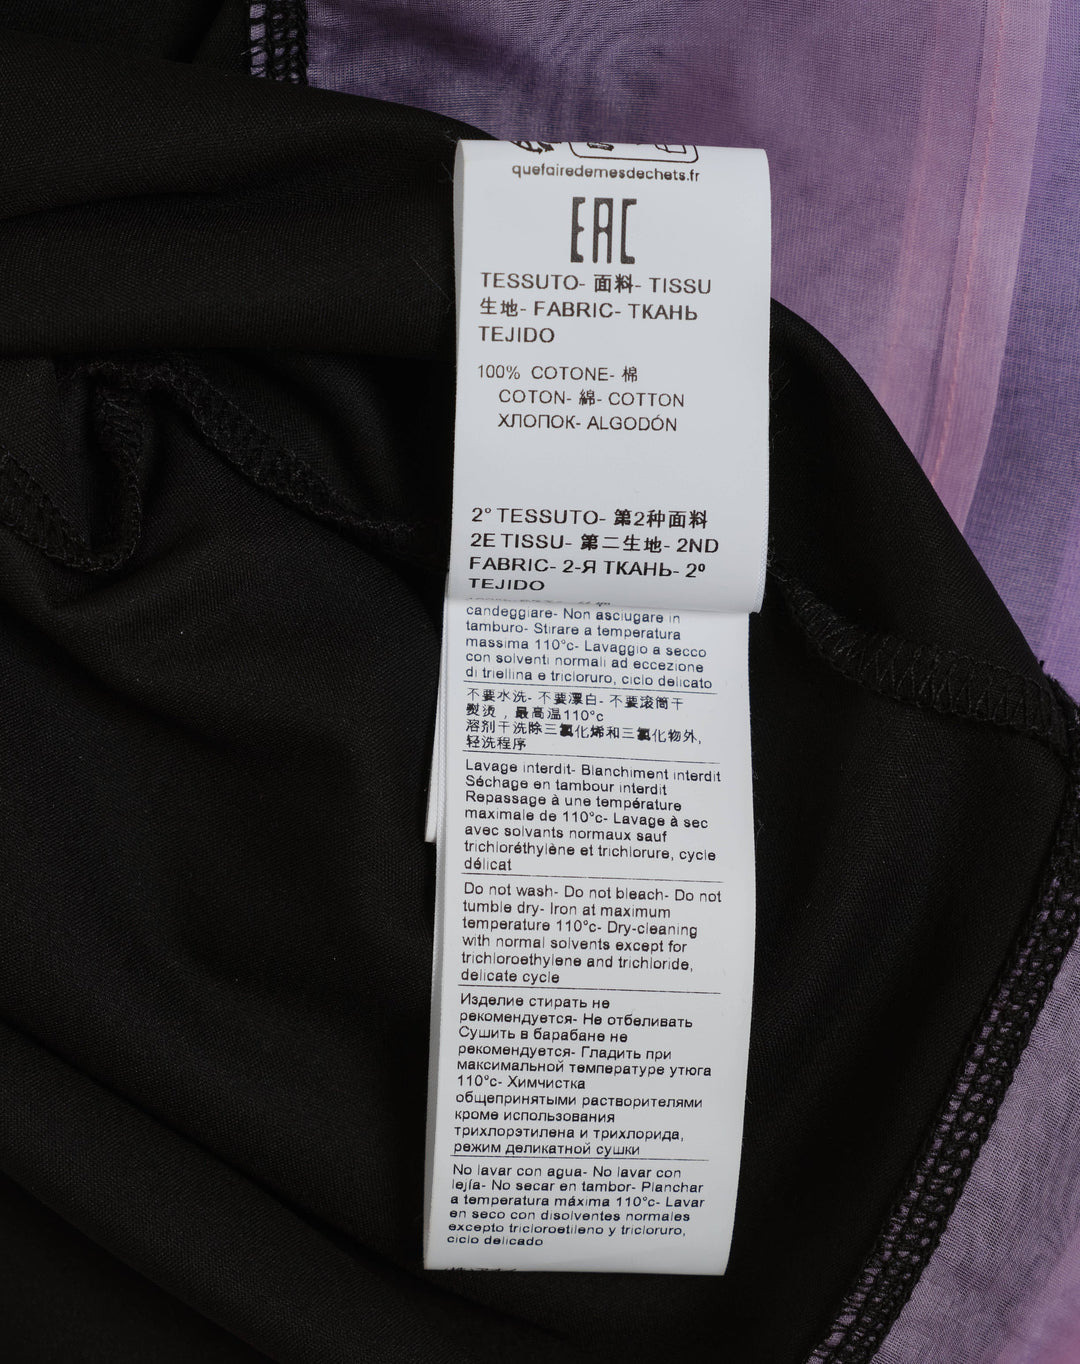 quefairedemesdechets.fr
EAC
TESSUTO- 面料- TISSU
生地- FABRIC- ТКАНЬ
TEJIDO
100% COTONE- 棉
COTON- 綿- COTTON
ХЛОПОК- ALGODÓN
2° TESSUTO- 第2种面料
2E TISSU- 第二生地- 2ND
FABRIC- 2-Я ТКАНЬ- 2º
TEJIDO
candeggiare- Non asciugare in
tamburo- Stirare a temperatura
massima 110°c- Lavaggio a secco
con solventi normali ad eccezione
di triellina e tricloruro, ciclo delicato
不要水洗- 不要漂白- 不要滚筒干
熨烫，最高温110°c
溶剂干洗除三氯化烯和三氯化物外,
轻洗程序
Lavage interdit- Blanchiment interdit
Séchage en tambour interdit
Repassage à une température
maximale de 110°c- Lavage à sec
avec solvants normaux sauf
trichloréthylène et trichlorure, cycle
délicat
Do not wash- Do not bleach- Do not
tumble dry- Iron at maximum
temperature 110°c- Dry-cleaning
with normal solvents except for
trichloroethylene and trichloride,
delicate cycle
Изделие стирать не
рекомендуется- Не отбеливать
Сушить в барабане не
рекомендуется- Гладить при
максимальной температуре утюга
110°c- Химчистка
общепринятыми растворителями
кроме использования
трихлорэтилена и трихлорида,
режим деликатной сушки
No lavar con agua- No lavar con
lejía- No secar en tambor- Planchar
a temperatura máxima 110°c- Lavar
en seco con disolventes normales
excepto tricloroetileno y tricloruro,
ciclo delicado